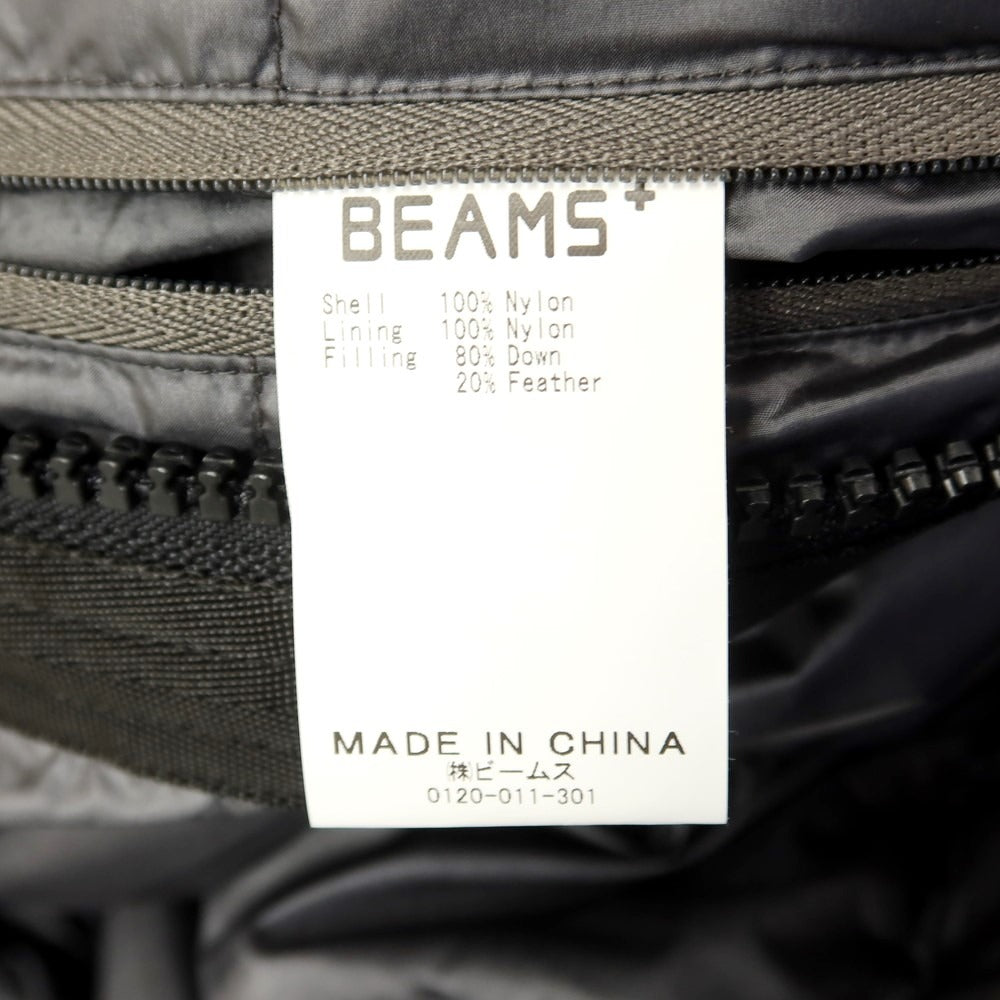 BEAMS+
Shell 100% Nylon
Lining 100% Nylon
Filling 80% Down
20% Feather
MADE IN CHINA
㈱ビームス
0120-011-301